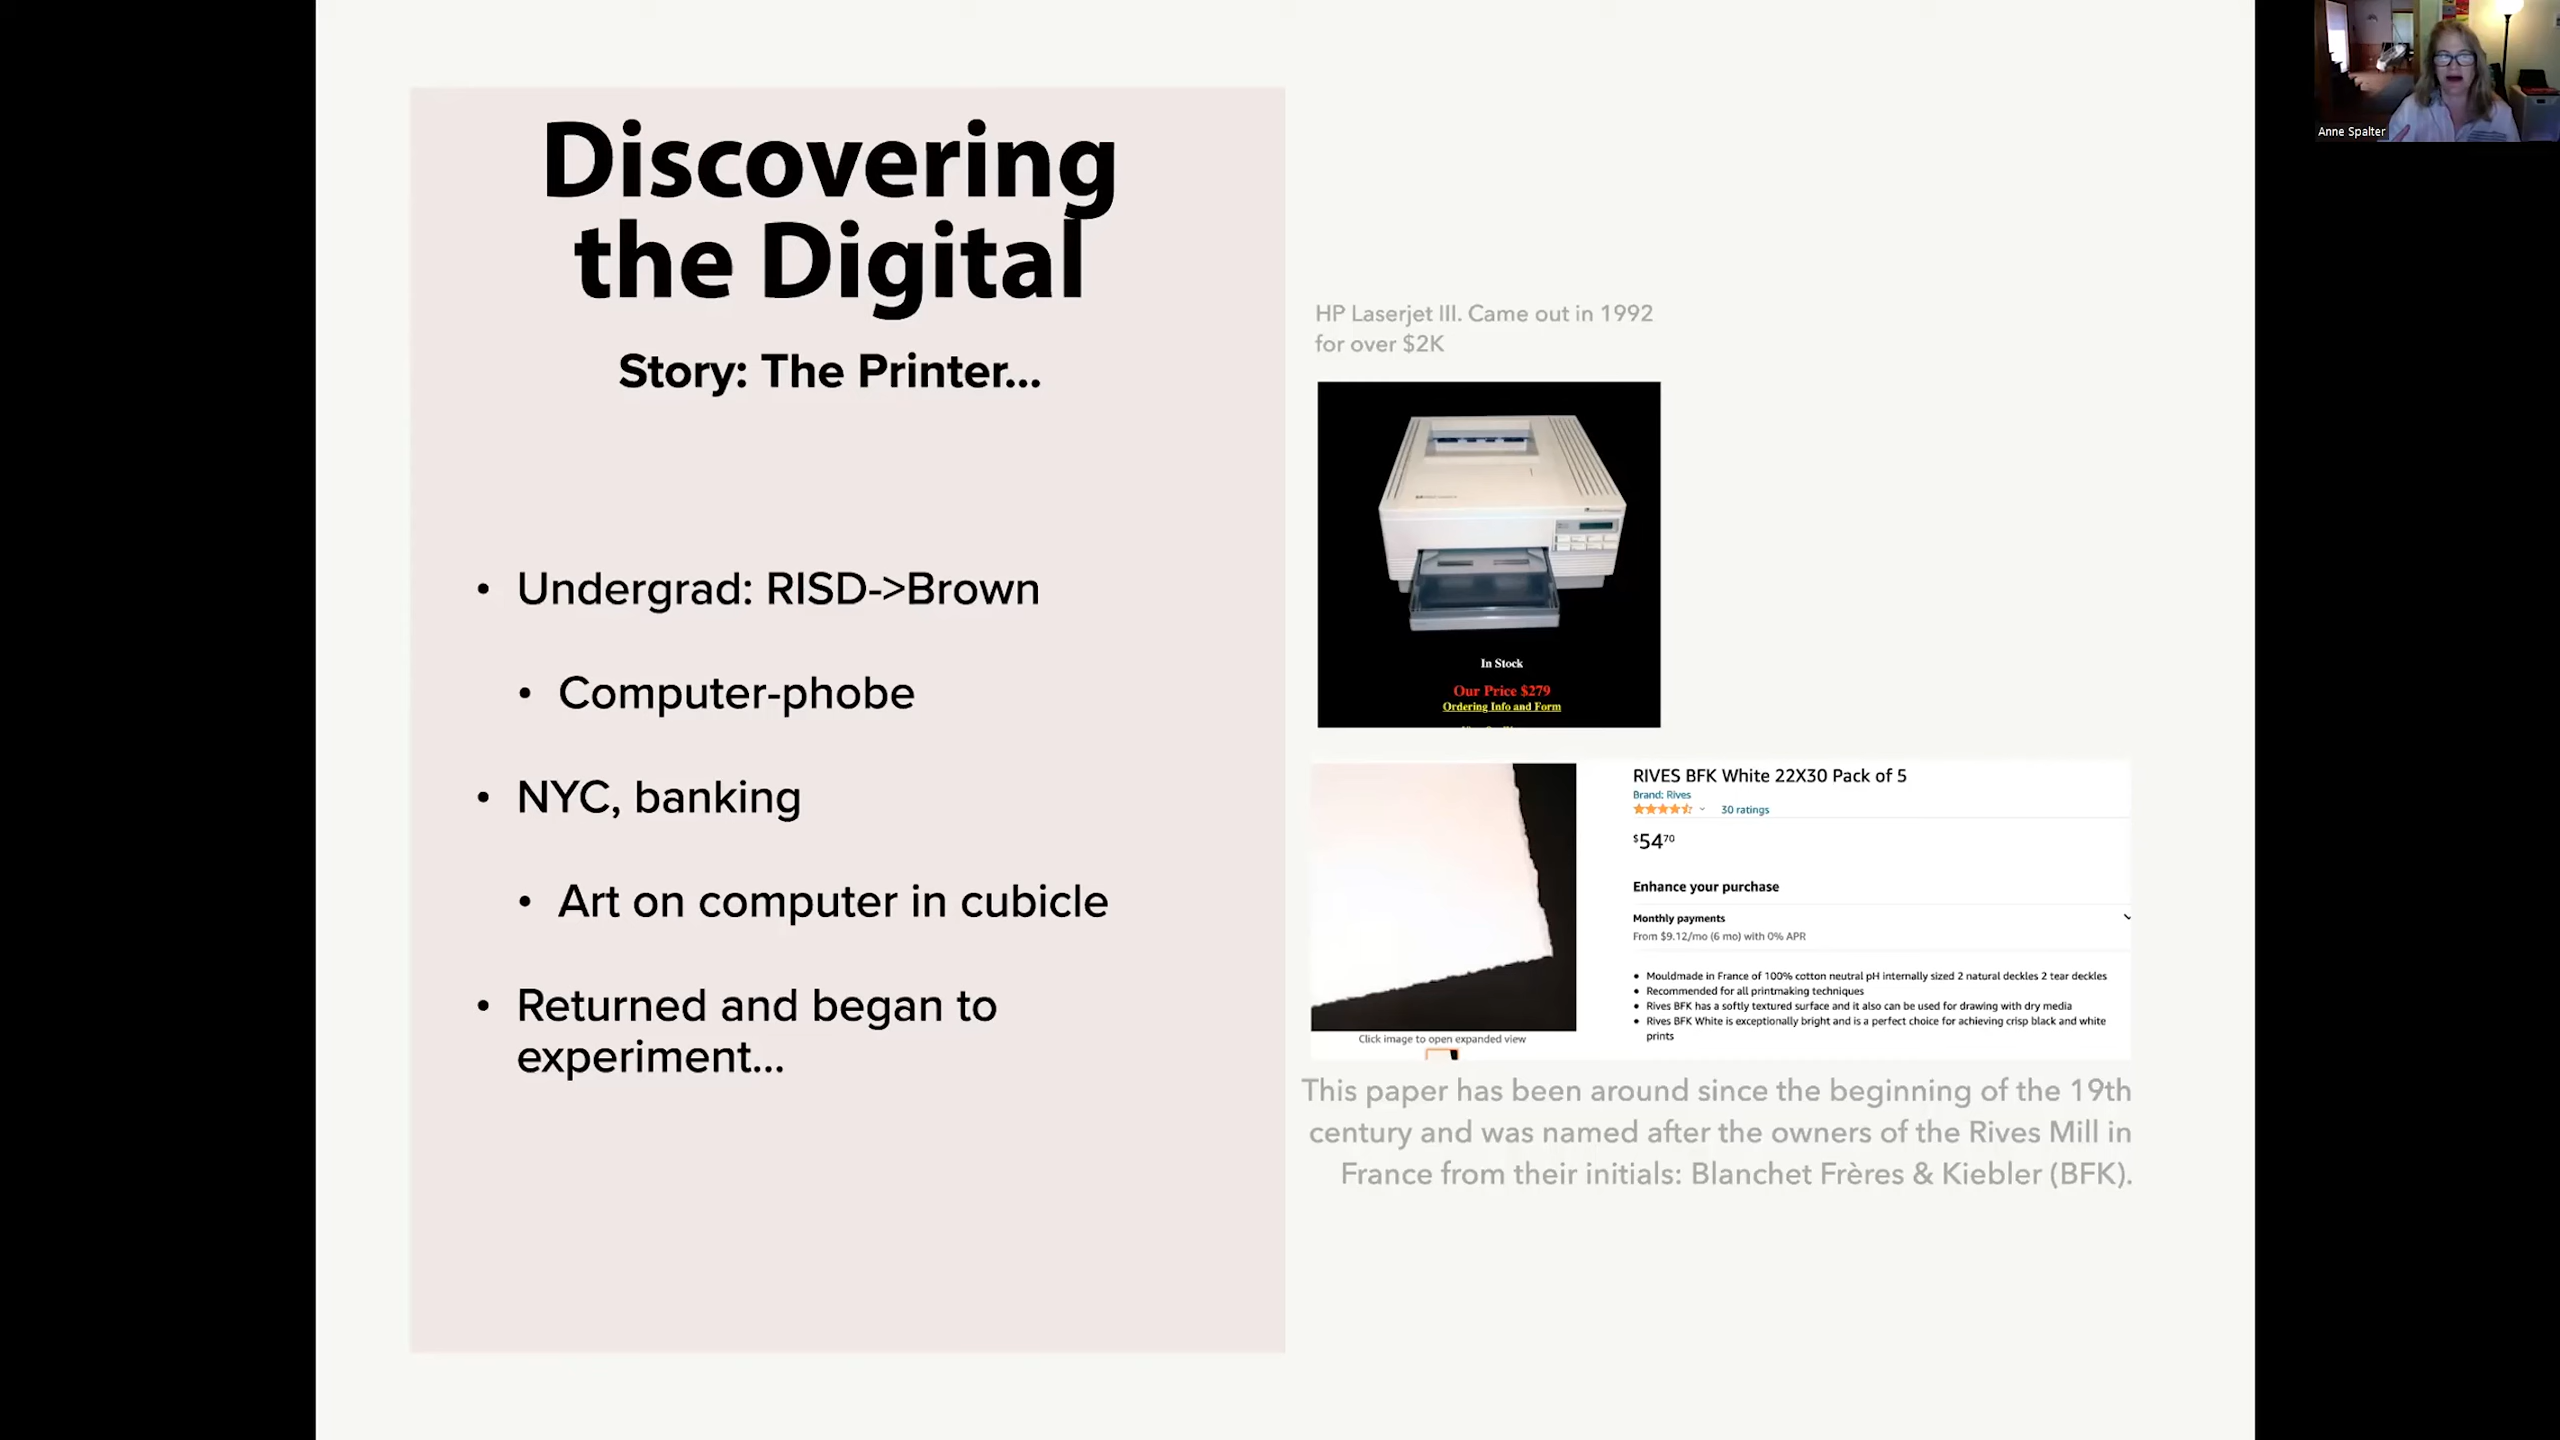 Discovering
the Digital
Story: The Printer...
• Undergrad: RISD->Brown
• Computer-phobe
• NYC, banking
• Art on computer in cubicle
• Returned and began to
experiment...
HP Laserjet III. Came out in 1992
for over $2K
In Stock
Our Price $279
Ordering Info and Form
RIVES BFK White 22X30 Pack of 5
Brand: Rives
30 ratings
$54 70
Enhance your purchase
Monthly payments
From $9.12/mo (6 mo) with 0% APR
• Mouldmade in France of 100% cotton neutral pH internally sized 2 natural deckles 2 tear deckles
• Recommended for all printmaking techniques
• Rives BFK has a softly textured surface and it also can be used for drawing with dry media
• Rives BFK White is exceptionally bright and is a perfect choice for achieving crisp black and white
prints
Click image to open expanded view
This paper has been around since the beginning of the 19th
century and was named after the owners of the Rives Mill in
France from their initials: Blanchet Frères & Kiebler (BFK).
Anne Spalter